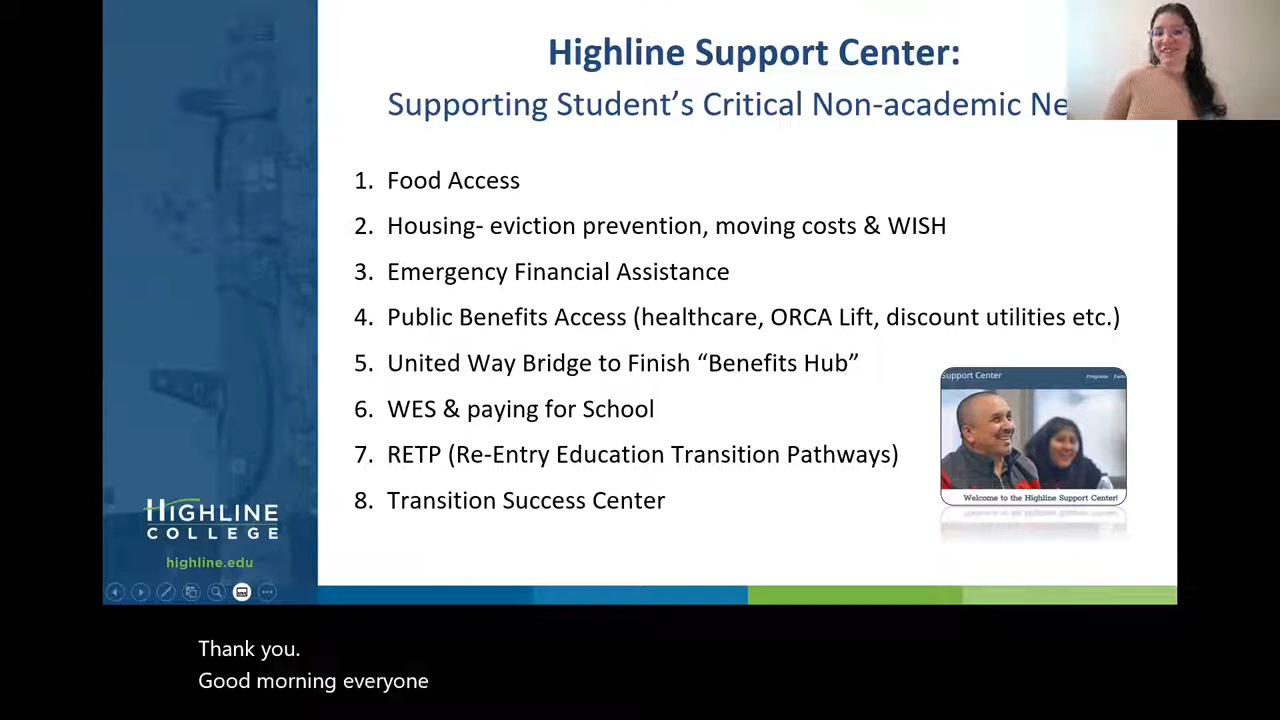 Highline Support Center:
Supporting Student’s Critical Non-academic
1. Food Access
2. Housing- eviction prevention, moving costs & WISH
3. Emergency Financial Assistance
4. Public Benefits Access (healthcare, ORCA Lift, discount utilities etc.)
5. United Way Bridge to Finish “Benefits Hub”
6. WES & paying for School
7. RETP (Re-Entry Education Transition Pathways)
8. Transition Success Center
Support Center
Programs
Welcome to the Highline Support Center!
HIGHLINE
COLLEGE
highline.edu
Thank you.
Good morning everyone